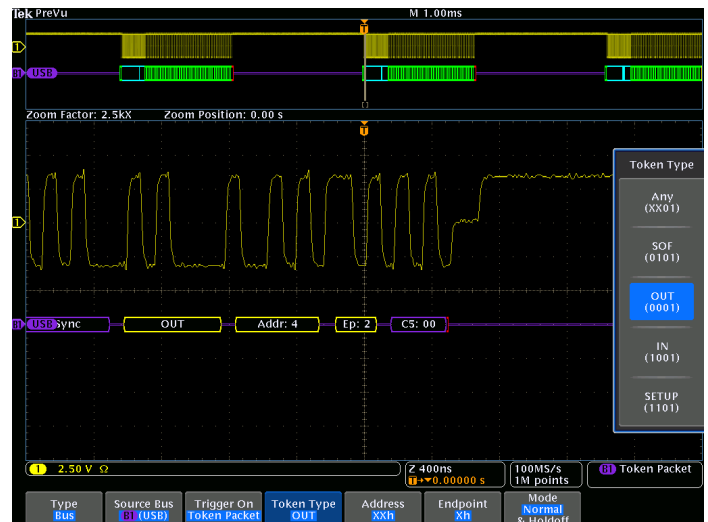 Tek PreVu M 1.00ms
T
1
B1 USB
Zoom Factor: 2.5kX Zoom Position: 0.00 s
T
Token Type
Any
(XX01)
1
SOF
(0101)
OUT
(0001)
B1 USB Sync OUT Addr: 4 Ep: 2 C5: 00
IN
(1001)
SETUP
(1101)
1 2.50 V Ω
Z 400ns
T→▼0.00000 s
100MS/s
1M points
B1 Token Packet
Type
Bus
Source Bus
B1 (USB)
Trigger On
Token Packet
Token Type
OUT
Address
XXh
Endpoint
Xh
Mode
Normal
& Holdoff